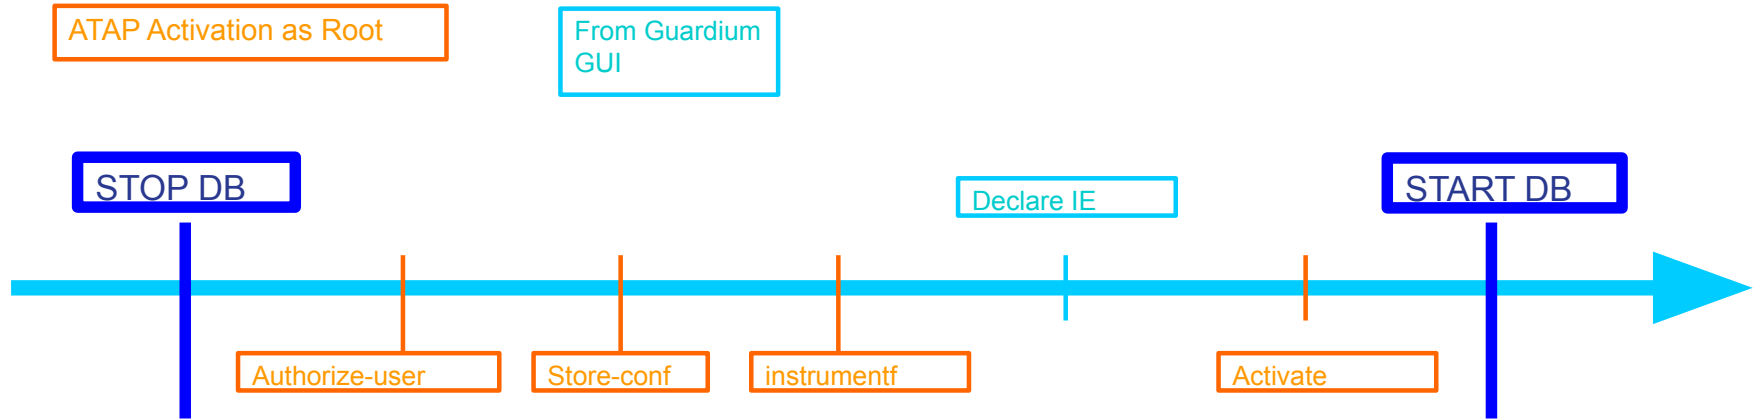 ATAP Activation as Root
From Guardium
GUI
STOP DB
Declare IE
START DB
Authorize-user
Store-conf
instrumentf
Activate